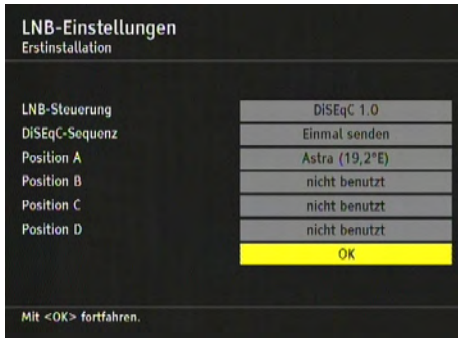 LNB-Einstellungen
Erstinstallation
LNB-Steuerung DiSEqC 1.0
DiSEqC-Sequenz Einmal senden
Position A Astra (19,2°E)
Position B nicht benutzt
Position C nicht benutzt
Position D nicht benutzt
OK
Mit <OK> fortfahren.